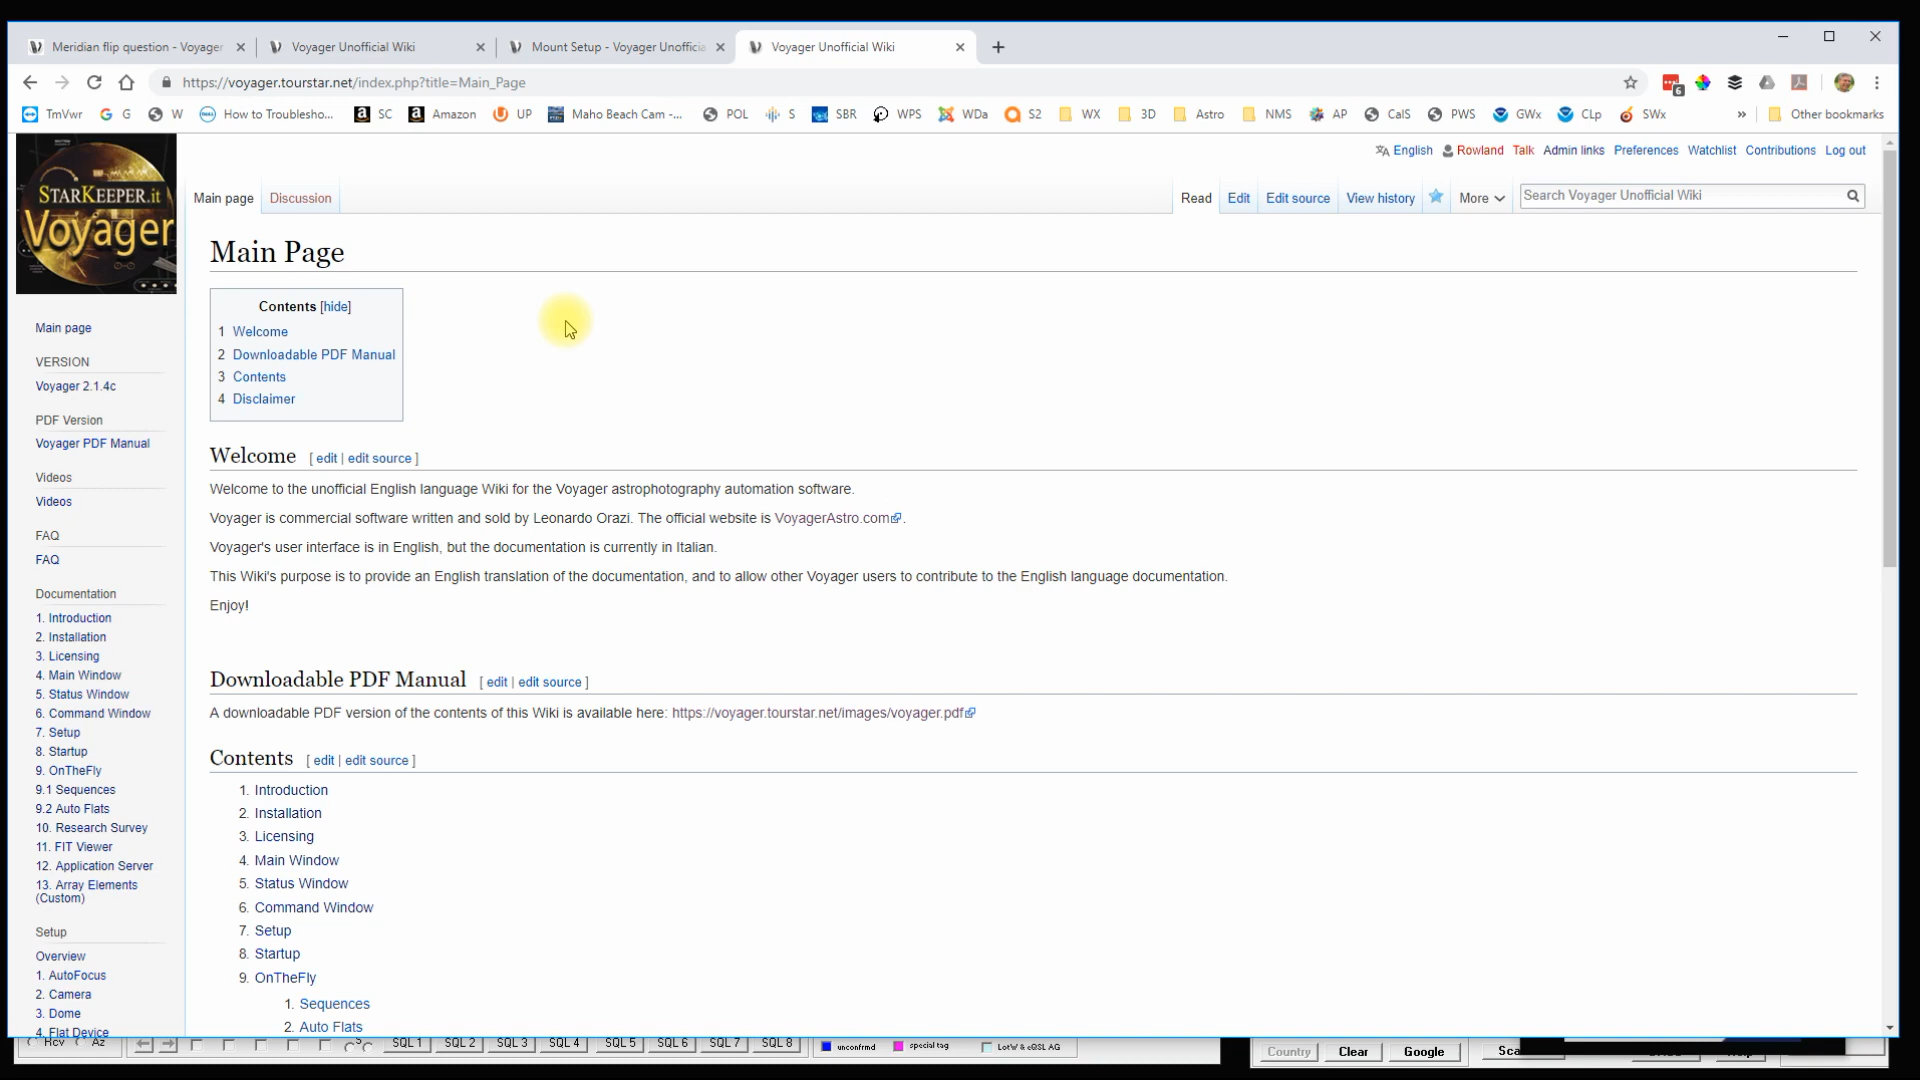 Meridian flip question - Voyager
Voyager Unofficial Wiki
Mount Setup - Voyager Unofficia
Voyager Unofficial Wiki
https://voyager.tourstar.net/index.php?title=Main_Page
6
TmVwr
G
W
How to Troublesho...
SC
Amazon
UP
Maho Beach Cam -...
POL
S
SBR
WPS
WDa
S2
WX
3D
Astro
NMS
AP
CalS
PWS
GWx
CLp
SWx
»
Other bookmarks
STARKEEPER.it
Voyager
English
Rowland
Talk
Admin links
Preferences
Watchlist
Contributions
Log out
Main page
Discussion
Read
Edit
Edit source
View history
More
Search Voyager Unofficial Wiki
Main Page
Contents [hide]
1 Welcome
2 Downloadable PDF Manual
3 Contents
4 Disclaimer
Welcome [ edit | edit source ]
Welcome to the unofficial English language Wiki for the Voyager astrophotography automation software.
Voyager is commercial software written and sold by Leonardo Orazi. The official website is VoyagerAstro.com.
Voyager's user interface is in English, but the documentation is currently in Italian.
This Wiki's purpose is to provide an English translation of the documentation, and to allow other Voyager users to contribute to the English language documentation.
Enjoy!
Downloadable PDF Manual [ edit | edit source ]
A downloadable PDF version of the contents of this Wiki is available here: https://voyager.tourstar.net/images/voyager.pdf
Contents [ edit | edit source ]
1. Introduction
2. Installation
3. Licensing
4. Main Window
5. Status Window
6. Command Window
7. Setup
8. Startup
9. OnTheFly
1. Sequences
2. Auto Flats
Main page
VERSION
Voyager 2.1.4c
PDF Version
Voyager PDF Manual
Videos
Videos
FAQ
FAQ
Documentation
1. Introduction
2. Installation
3. Licensing
4. Main Window
5. Status Window
6. Command Window
7. Setup
8. Startup
9. OnTheFly
9.1 Sequences
9.2 Auto Flats
10. Research Survey
11. FIT Viewer
12. Application Server
13. Array Elements
(Custom)
Setup
Overview
1. AutoFocus
2. Camera
3. Dome
4. Flat Device
Az
SQL 1
SQL 2
SQL 3
SQL 4
SQL 5
SQL 6
SQL 7
SQL 8
unconfrmd
special tag
LotW & eQSL AG
Country
Clear
Google